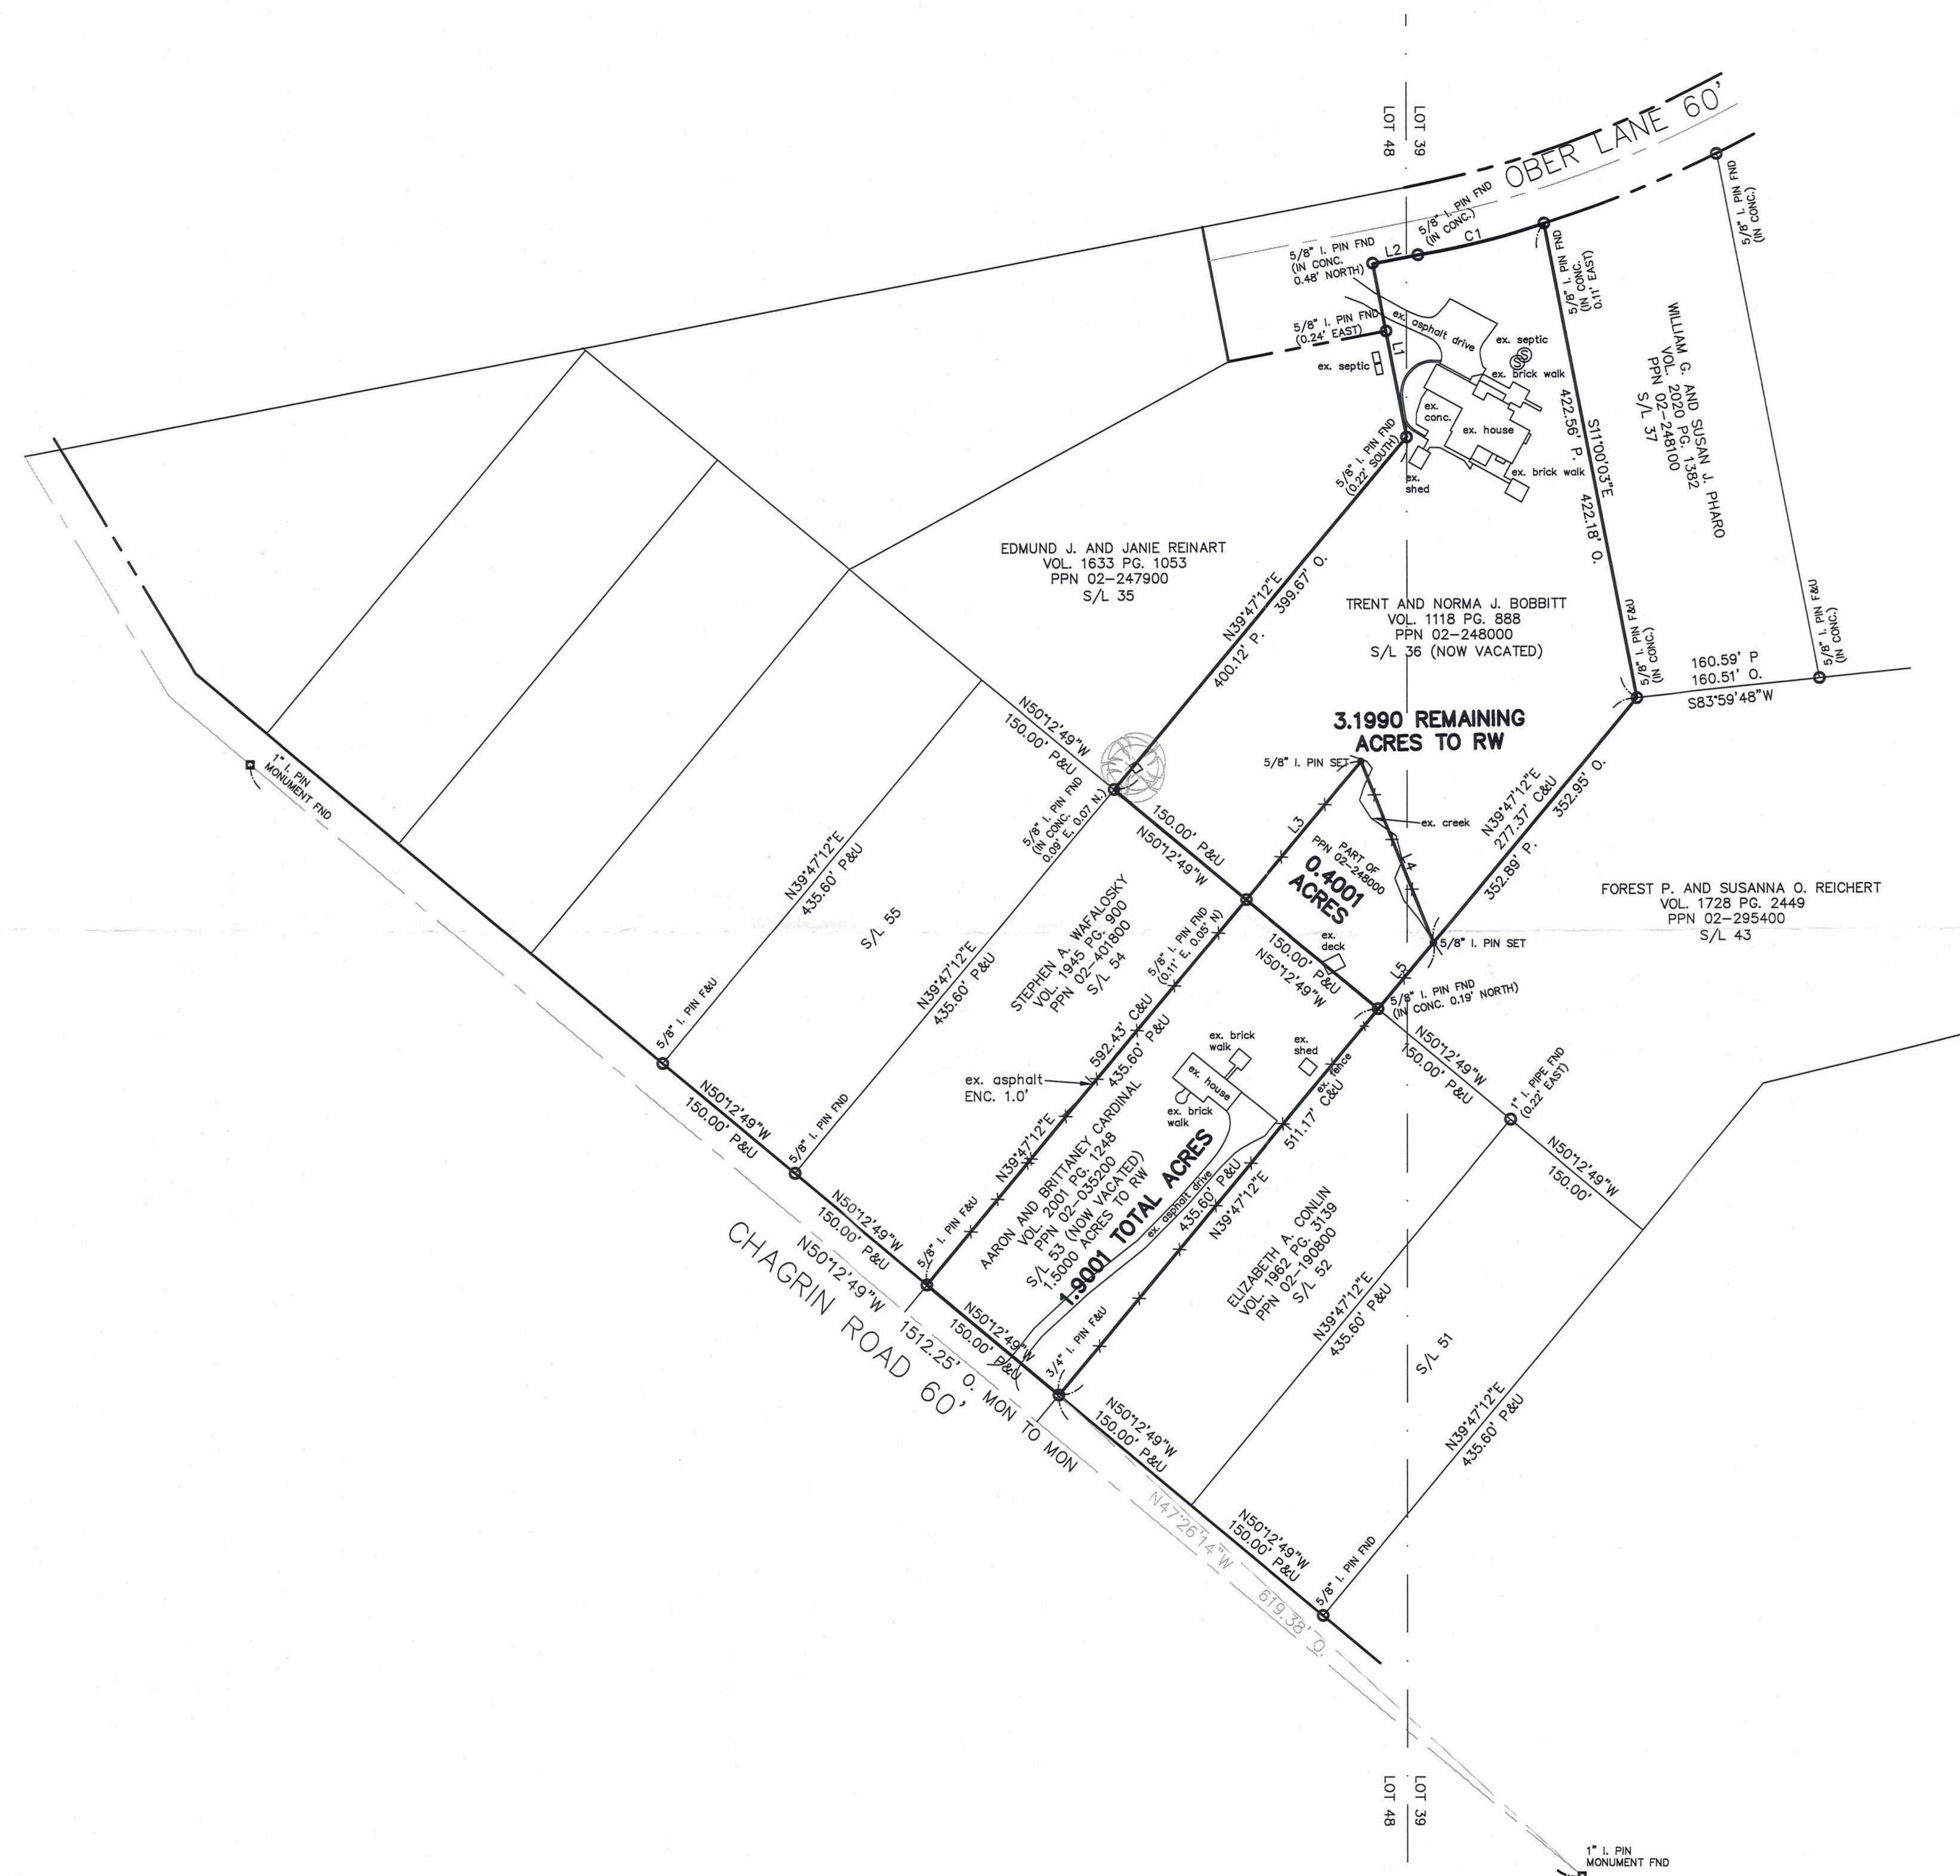 LOT 48
LOT 39
OBER LANE 60'
5/8" I. PIN FND
(IN CONC.)
5/8" I. PIN FND
(IN CONC.)
5/8" I. PIN FND
(IN CONC.
0.48' NORTH)
L2
C1
5/8" I. PIN FND
(IN CONC.
0.11' EAST)
5/8" I. PIN FND
(0.24' EAST)
L1
ex. asphalt drive
ex. septic
ex. septic
SS
ex. brick walk
ex.
conc.
ex. house
ex. brick walk
ex.
shed
5/8" I. PIN FND
(0.22' SOUTH)
422.56' P.
S11°00'03"E
422.18' O.
WILLIAM G. AND SUSAN J. PHARO
VOL. 2020 PG. 1382
PPN 02-248100
S/L 37
EDMUND J. AND JANIE REINART
VOL. 1633 PG. 1053
PPN 02-247900
S/L 35
N39°47'12"E
400.12' P.
399.67' O.
TRENT AND NORMA J. BOBBITT
VOL. 1118 PG. 888
PPN 02-248000
S/L 36 (NOW VACATED)
5/8" I. PIN F&U
(IN CONC.)
5/8" I. PIN F&U
(IN CONC.)
160.59' P
160.51' O.
S83°59'48"W
3.1990 REMAINING
ACRES TO RW
5/8" I. PIN SET
L3
ex. creek
L4
PART OF
PPN 02-248000
0.4001
ACRES
N39°47'12"E
277.37' C&U
352.89' P.
352.95' O.
FOREST P. AND SUSANNA O. REICHERT
VOL. 1728 PG. 2449
PPN 02-295400
S/L 43
5/8" I. PIN SET
L5
5/8" I. PIN FND
(IN CONC. 0.19' NORTH)
1" I. PIN
MONUMENT FND
N50°12'49"W
150.00' P&U
5/8" I. PIN FND
(IN CONC.
0.09' E, 0.07 N.)
150.00' P&U
N50°12'49"W
ex.
deck
150.00' P&U
N50°12'49"W
N50°12'49"W
150.00' P&U
1" I. PIPE FND
(0.22' EAST)
N50°12'49"W
150.00'
N39°47'12"E
435.60' P&U
S/L 55
N39°47'12"E
435.60' P&U
STEPHEN A. WAFALOSKY
VOL. 1945 PG. 900
PPN 02-401800
S/L 54
5/8" I. PIN FND
(0.11' E, 0.05' N)
592.43' C&U
435.60' P&U
N39°47'12"E
ex. asphalt
ENC. 1.0'
ex. brick
walk
ex.
shed
ex. house
ex. brick
walk
ex. fence
511.17' C&U
435.60' P&U
N39°47'12"E
ex. asphalt drive
AARON AND BRITTANEY CARDINAL
VOL. 2001 PG. 1248
PPN 02-035200
S/L 53 (NOW VACATED)
1.5000 ACRES TO RW
1.9001 TOTAL ACRES
ELIZABETH A. CONLIN
VOL. 1962 PG. 3139
PPN 02-190800
S/L 52
N39°47'12"E
435.60' P&U
S/L 51
N39°47'12"E
435.60' P&U
5/8" I. PIN F&U
N50°12'49"W
150.00' P&U
5/8" I. PIN FND
N50°12'49"W
150.00' P&U
5/8" I. PIN F&U
N50°12'49"W
150.00' P&U
3/4" I. PIN F&U
N50°12'49"W
150.00' P&U
N50°12'49"W
150.00' P&U
5/8" I. PIN FND
N50°12'49"W 1512.25' O. MON TO MON
CHAGRIN ROAD 60'
N47°26'14"W 619.38' O.
LOT 48
LOT 39
1" I. PIN
MONUMENT FND